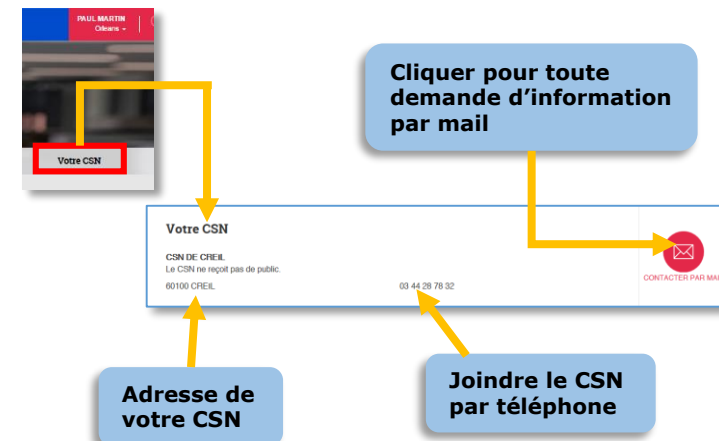 PAUL MARTIN
Orleans
Cliquer pour toute
demande d'information
par mail
Votre CSN
Votre CSN
CSN DE CREIL
Le CSN ne reçoit pas de public.
60100 CREIL
03 44 28 78 32
CONTACTER PAR MAI
Adresse de
votre CSN
Joindre le CSN
par téléphone